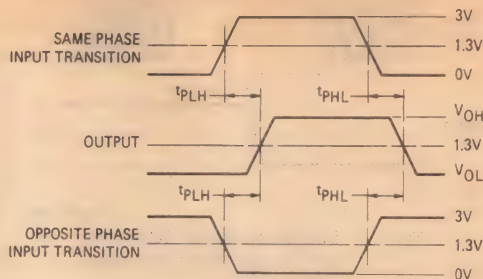 3V
SAME PHASE
INPUT TRANSITION
1.3V
0V
tPLH
tPHL
VOH
OUTPUT
1.3V
VOL
tPLH
tPHL
3V
OPPOSITE PHASE
INPUT TRANSITION
1.3V
0V